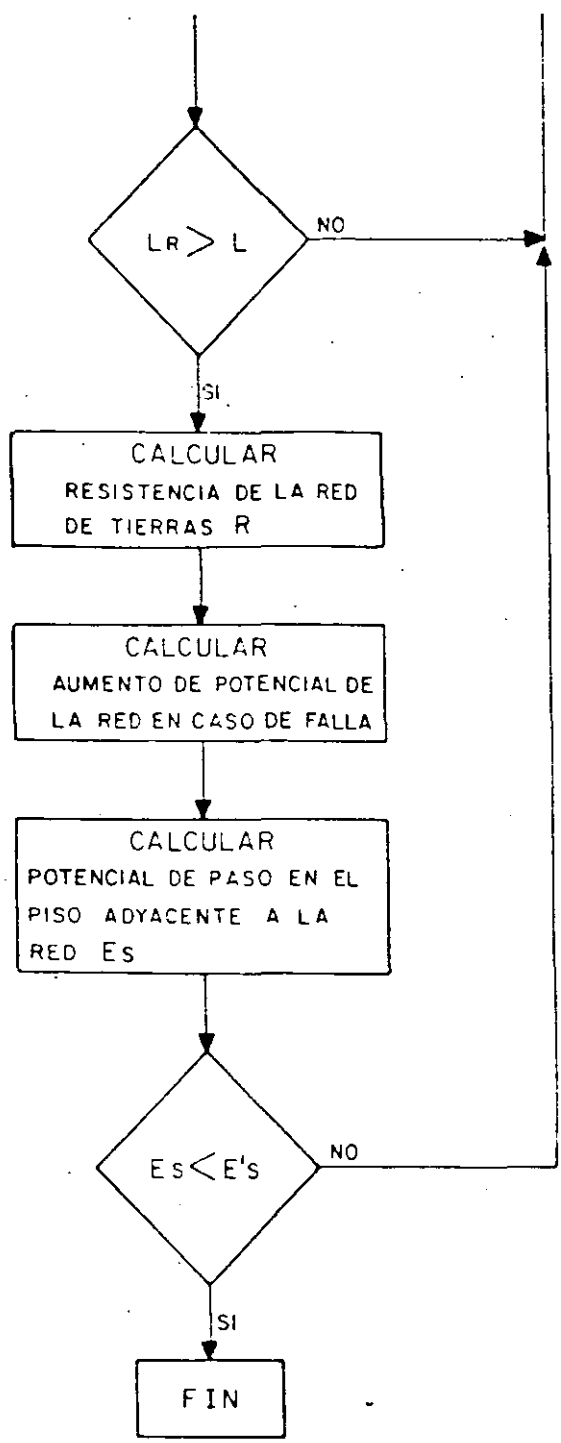 LR > L
NO
SI
CALCULAR
RESISTENCIA DE LA RED
DE TIERRAS R
CALCULAR
AUMENTO DE POTENCIAL DE
LA RED EN CASO DE FALLA
CALCULAR
POTENCIAL DE PASO EN EL
PISO ADYACENTE A LA
RED ES
ES < E'S
NO
SI
FIN